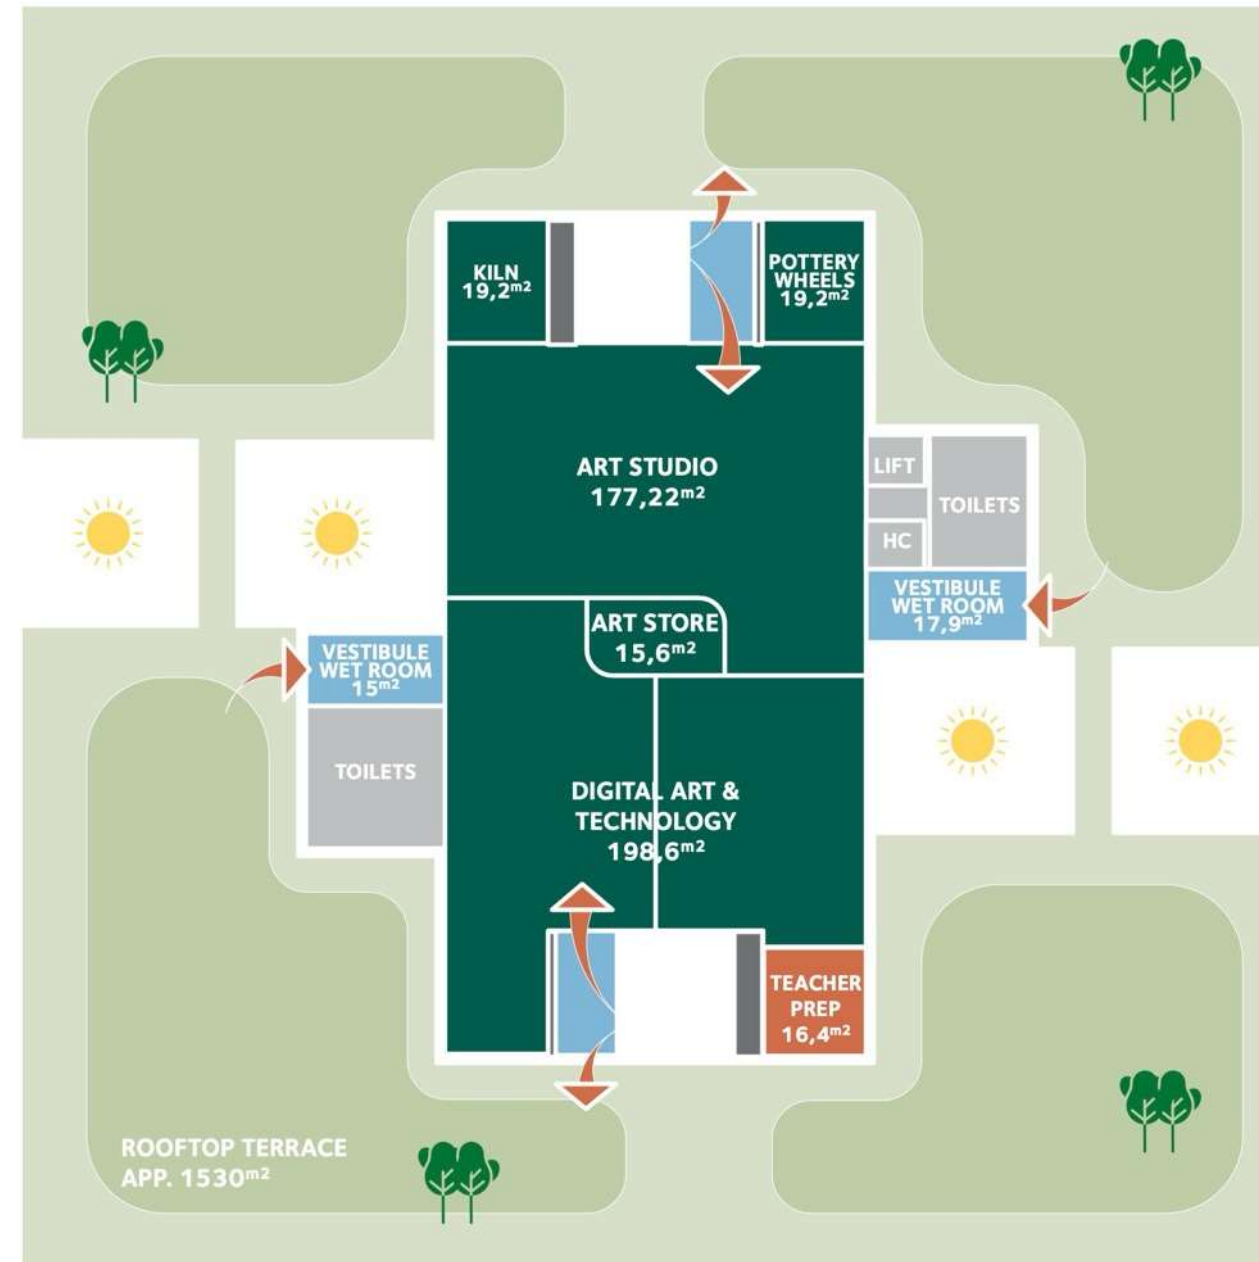 KILN
19,2m2
POTTERY
WHEELS
19,2m2
ART STUDIO
177,22m2
LIFT
TOILETS
HC
VESTIBULE
WET ROOM
17,9m2
ART STORE
15,6m2
VESTIBULE
WET ROOM
15m2
TOILETS
DIGITAL ART &
TECHNOLOGY
198,6m2
TEACHER
PREP
16,4m2
ROOFTOP TERRACE
APP. 1530m2